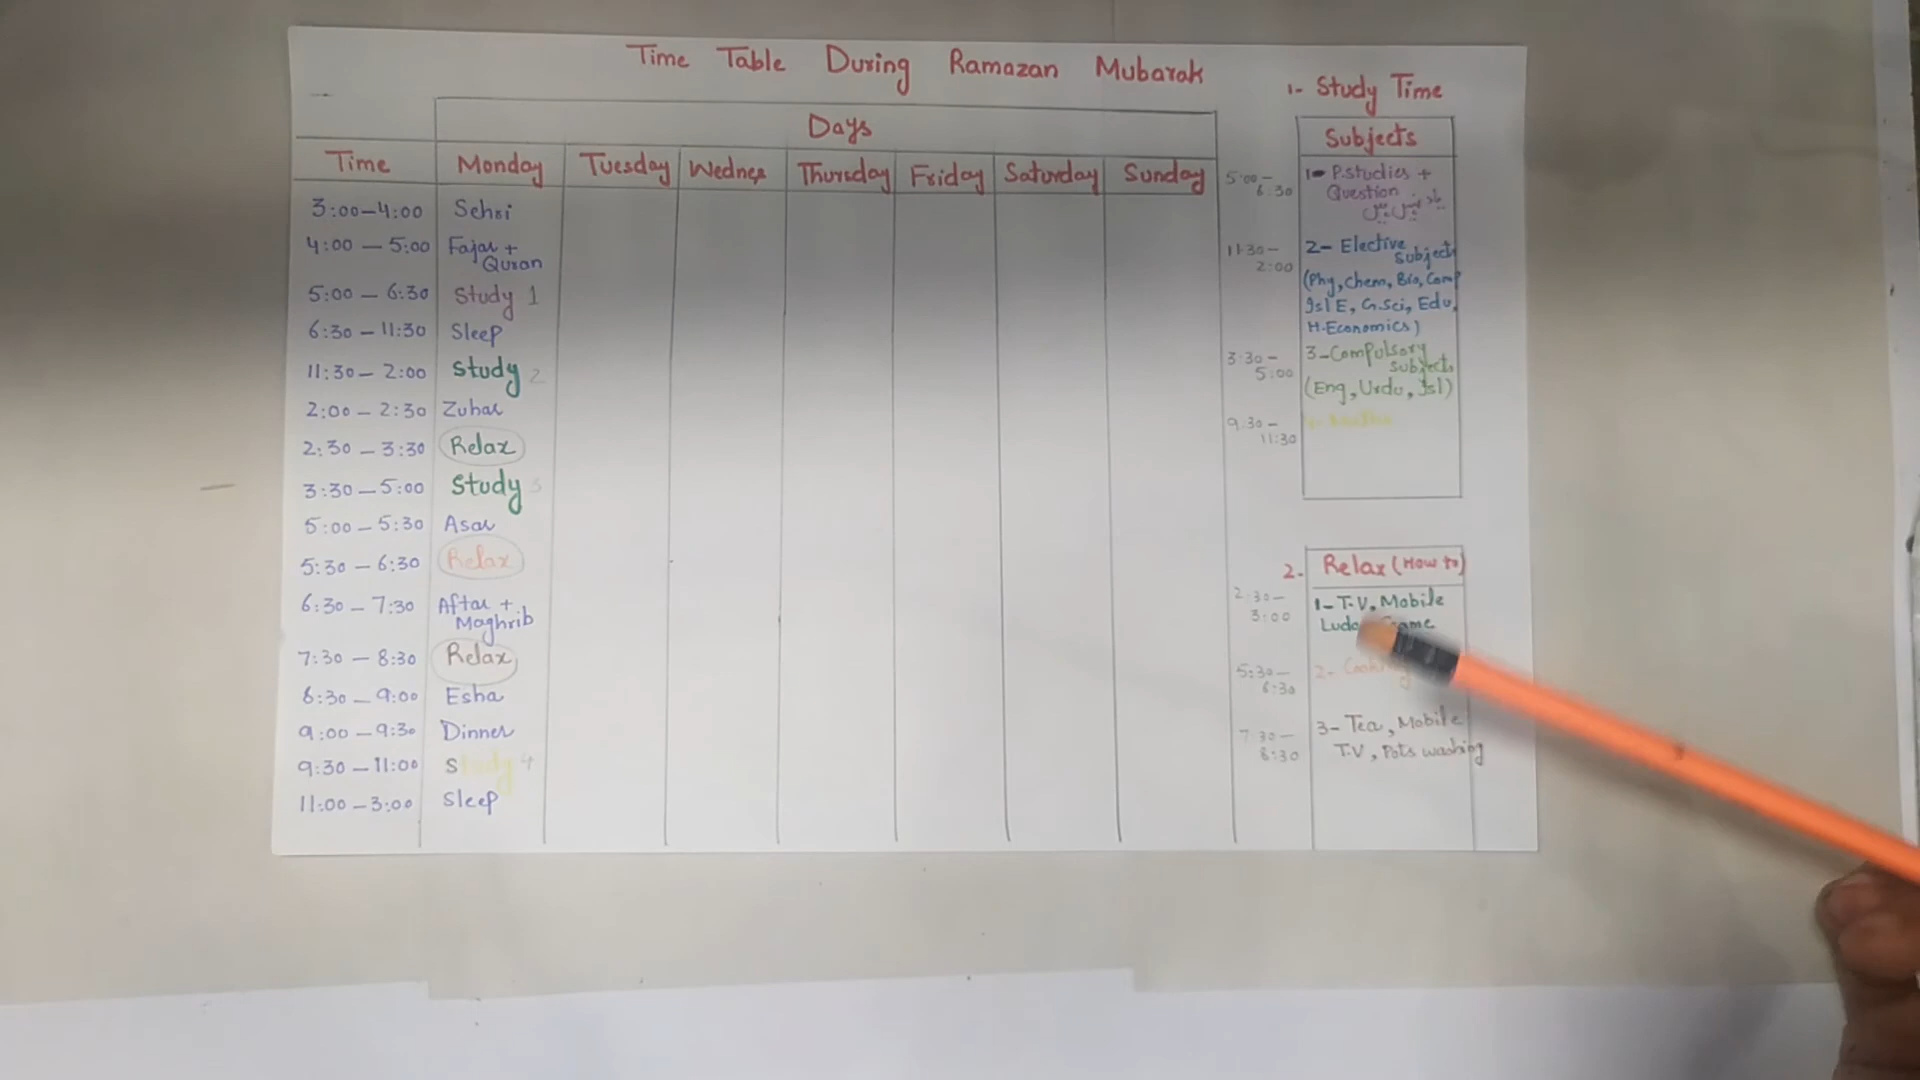 Time Table During Ramazan Mubarak
Days
Time Monday Tuesday Wednes Thursday Friday Saturday Sunday
3:00–4:00 Sehri
4:00 – 5:00 Fajar +
Quran
5:00 – 6:30 Study 1
6:30 – 11:30 Sleep
11:30 – 2:00 Study 2
2:00 – 2:30 Zuhar
2:30 – 3:30 Relax
3:30 – 5:00 Study 3
5:00 – 5:30 Asar
5:30 – 6:30 Relax
6:30 – 7:30 Aftar +
Maghrib
7:30 – 8:30 Relax
8:30 – 9:00 Esha
9:00 – 9:30 Dinner
9:30 – 11:00 Study 4
11:00 – 3:00 Sleep
1- Study Time
Subjects
5:00 –
6:30
1- P.studies +
Question
11:30 –
2:00
2- Elective
Subjects
(Phy, Chem, Bio, Comp
IslE, G.Sci, Edu,
H-Economics)
3:30 –
5:00
3- Compulsory
Subjects
(Eng, Urdu, Isl)
9:30 –
11:30
2. Relax (How to)
2:30 –
3:00
1- T.V, Mobile
Ludo Game
5:30 –
6:30
2- Cooking
7:30 –
8:30
3- Tea, Mobile
T.V, Pots washing